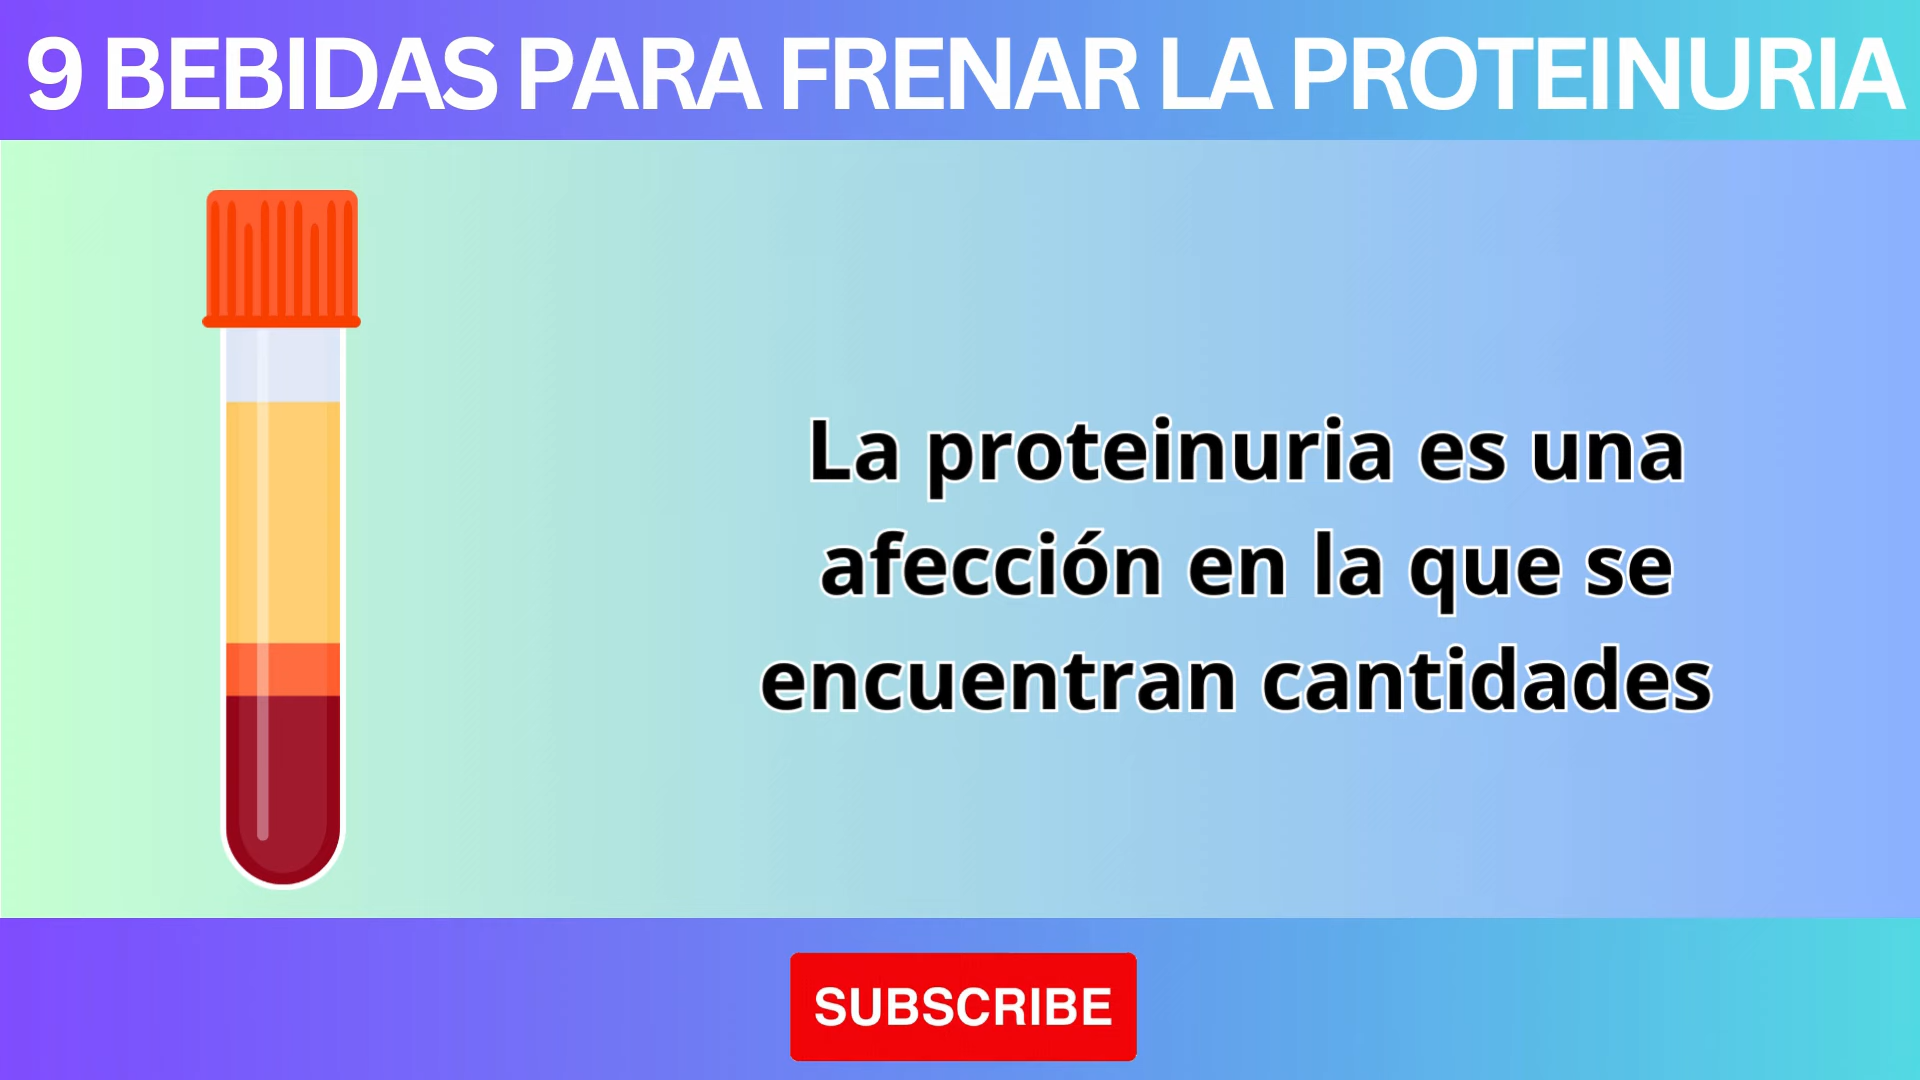 9 BEBIDAS PARA FRENAR LA PROTEINURIA
La proteinuria es una
afección en la que se
encuentran cantidades
SUBSCRIBE